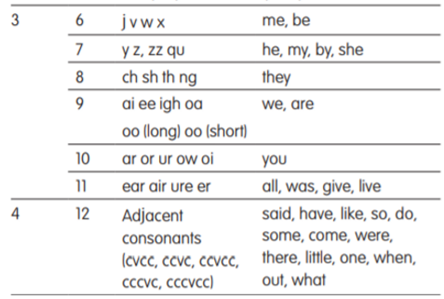 3 6 j v w x me, be
7 y z, zz qu he, my, by, she
8 ch sh th ng they
9 ai ee igh oa we, are
oo (long) oo (short)
10 ar or ur ow oi you
11 ear air ure er all, was, give, live
4 12 Adjacent said, have, like, so, do,
consonants some, come, were,
(cvcc, ccvc, ccvcc, there, little, one, when,
cccvc, cccvcc) out, what